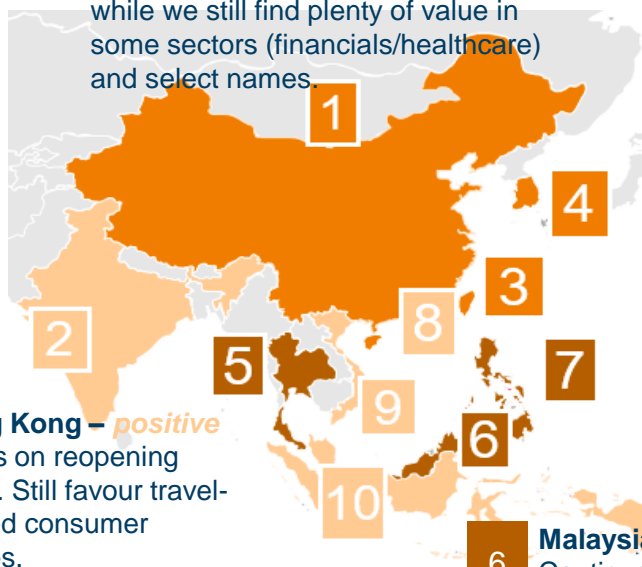 while we still find plenty of value in
some sectors (financials/healthcare)
and select names.
1
4
3
2
8
5
7
9
6
g Kong – positive
s on reopening
. Still favour travel-
d consumer
s.
10
6
Malaysia